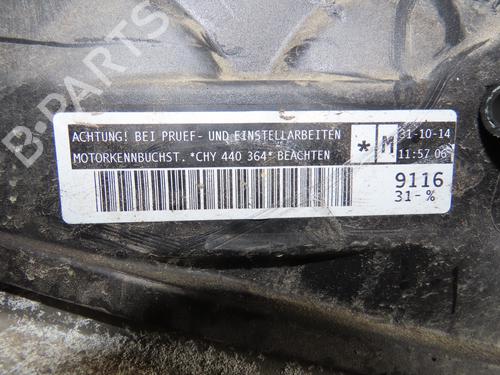 B-PARTS
ACHTUNG! BEI PRUEF- UND EINSTELLARBEITEN
MOTORKENNBUCHST. *CHY 440 364* BEACHTEN
* M
31-10-14
11:57 06
9116
31-%